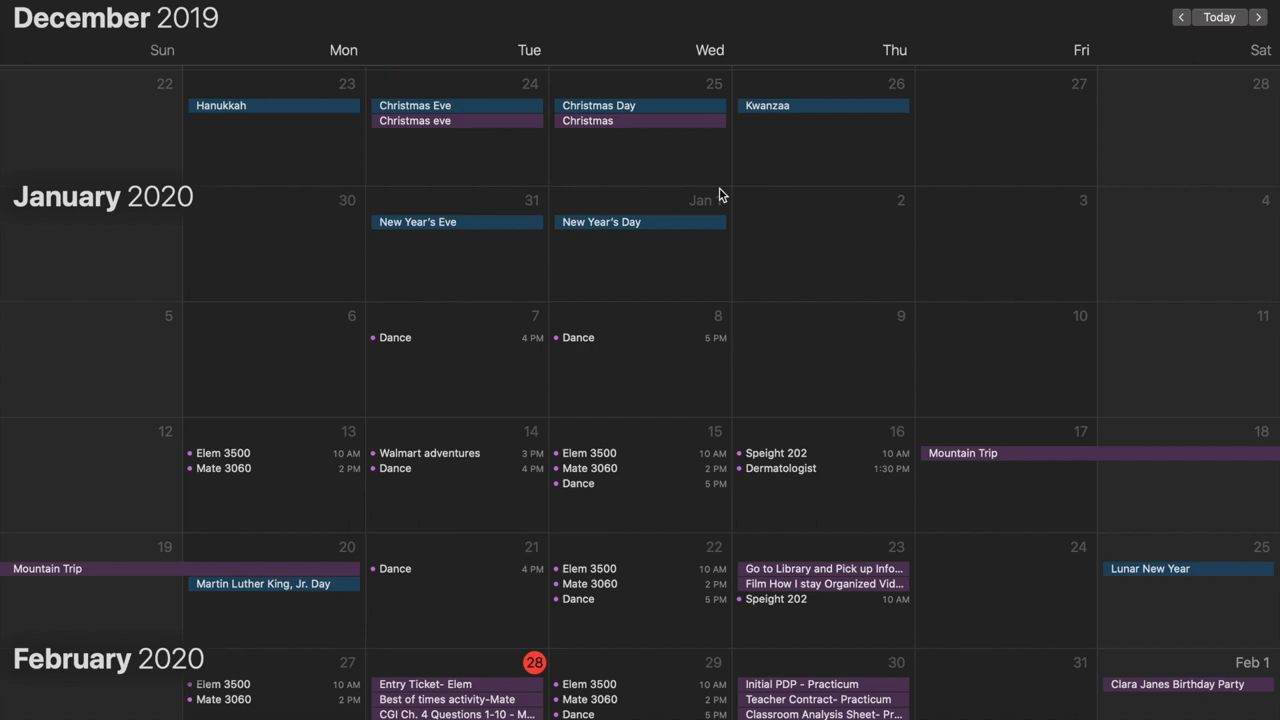 December 2019
Today
Sun Mon Tue Wed Thu Fri Sat
22 23 24 25 26 27 28
Hanukkah Christmas Eve Christmas Day Kwanzaa
Christmas eve Christmas
January 2020 30 31 Jan 2 3 4
New Year's Eve New Year's Day
5 6 7 8 9 10 11
Dance 4 PM Dance 5 PM
12 13 14 15 16 17 18
Elem 3500 10 AM Walmart adventures 3 PM Elem 3500 10 AM Speight 202 10 AM Mountain Trip
Mate 3060 2 PM Dance 4 PM Mate 3060 2 PM Dermatologist 1:30 PM
Dance 5 PM
19 20 21 22 23 24 25
Mountain Trip Dance 4 PM Elem 3500 10 AM Go to Library and Pick up Info... Lunar New Year
Martin Luther King, Jr. Day Mate 3060 2 PM Film How I stay Organized Vid...
Dance 5 PM Speight 202 10 AM
February 2020 27 28 29 30 31 Feb 1
Elem 3500 10 AM Entry Ticket- Elem Elem 3500 10 AM Initial PDP - Practicum Clara Janes Birthday Party
Mate 3060 2 PM Best of times activity-Mate Mate 3060 2 PM Teacher Contract- Practicum
CGI Ch. 4 Questions 1-10 - M... Dance 5 PM Classroom Analysis Sheet- Pr...